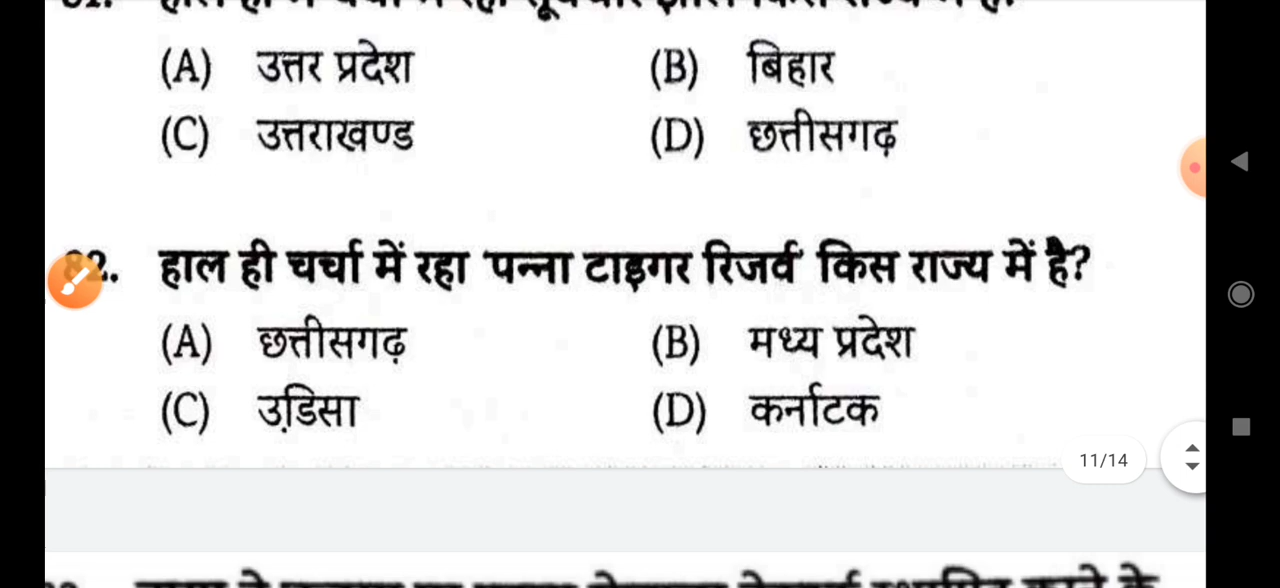 (A) उत्तर प्रदेश (B) बिहार
(C) उत्तराखण्ड (D) छत्तीसगढ़
82. हाल ही चर्चा में रहा 'पन्ना टाइगर रिजर्व' किस राज्य में है?
(A) छत्तीसगढ़ (B) मध्य प्रदेश
(C) उड़िसा (D) कर्नाटक
11/14